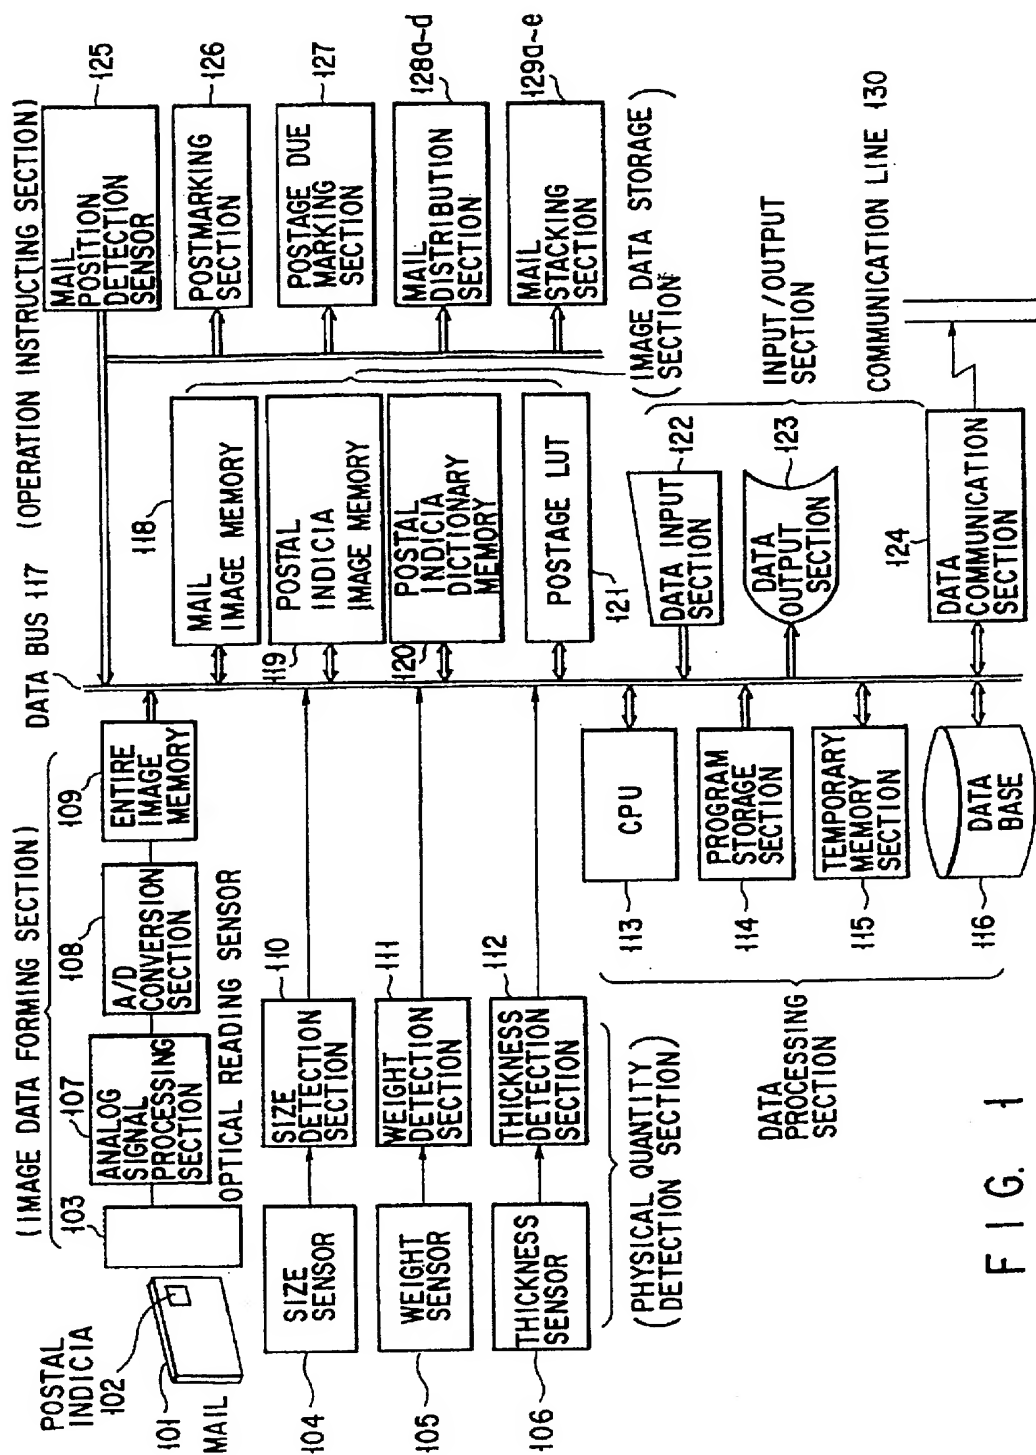 (IMAGE DATA FORMING SECTION)
DATA BUS 117
(OPERATION INSTRUCTING SECTION)
POSTAL
INDICIA
102
101
MAIL
103
OPTICAL READING SENSOR
107
ANALOG
SIGNAL
PROCESSING
SECTION
108
A/D
CONVERSION
SECTION
109
ENTIRE
IMAGE
MEMORY
104
SIZE
SENSOR
110
SIZE
DETECTION
SECTION
105
WEIGHT
SENSOR
111
WEIGHT
DETECTION
SECTION
106
THICKNESS
SENSOR
112
THICKNESS
DETECTION
SECTION
(PHYSICAL QUANTITY
DETECTION SECTION)
118
MAIL
IMAGE MEMORY
119
POSTAL
INDICIA
IMAGE MEMORY
120
POSTAL
INDICIA
DICTIONARY
MEMORY
POSTAGE LUT
121
(IMAGE DATA STORAGE
SECTION)
MAIL
POSITION
DETECTION
SENSOR
125
POSTMARKING
SECTION
126
POSTAGE DUE
MARKING
SECTION
127
MAIL
DISTRIBUTION
SECTION
128a~d
MAIL
STACKING
SECTION
129a~e
113
CPU
114
PROGRAM
STORAGE
SECTION
115
TEMPORARY
MEMORY
SECTION
116
DATA
BASE
DATA
PROCESSING
SECTION
DATA INPUT
SECTION
122
DATA
OUTPUT
SECTION
123
124
DATA
COMMUNICATION
SECTION
INPUT/OUTPUT
SECTION
COMMUNICATION LINE 130
FIG. 1